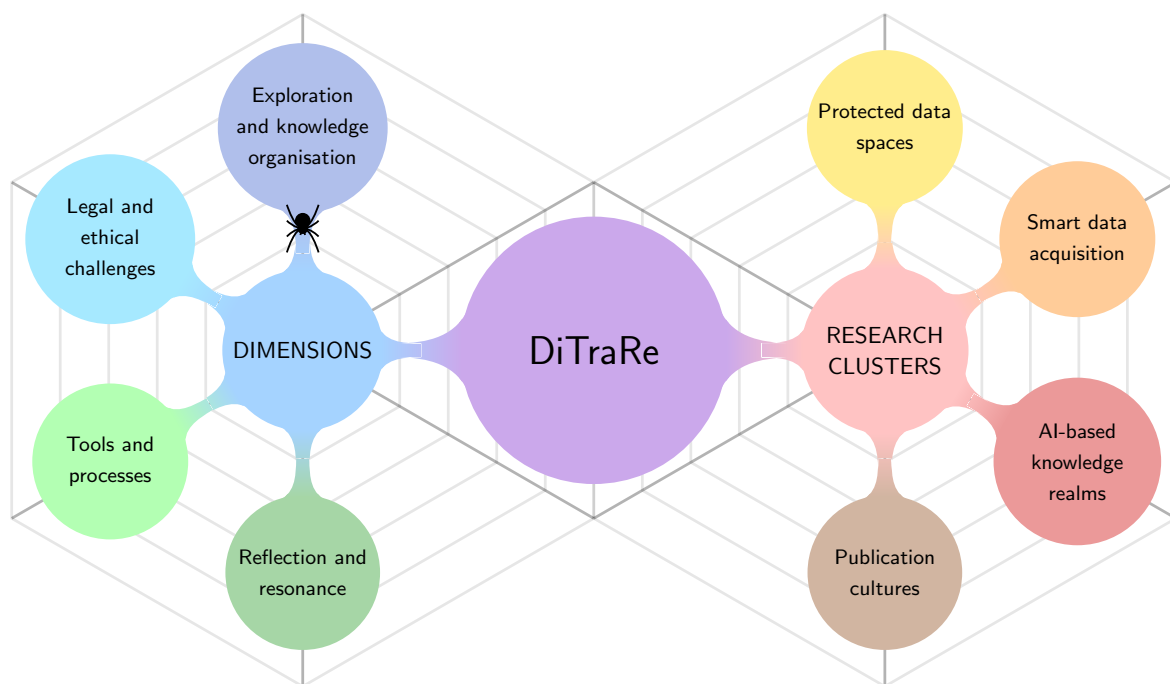 Exploration
and knowledge
organisation
Legal and
ethical
challenges
DIMENSIONS
Tools and
processes
Reflection and
resonance
DiTraRe
Protected data
spaces
Smart data
acquisition
RESEARCH
CLUSTERS
AI-based
knowledge
realms
Publication
cultures